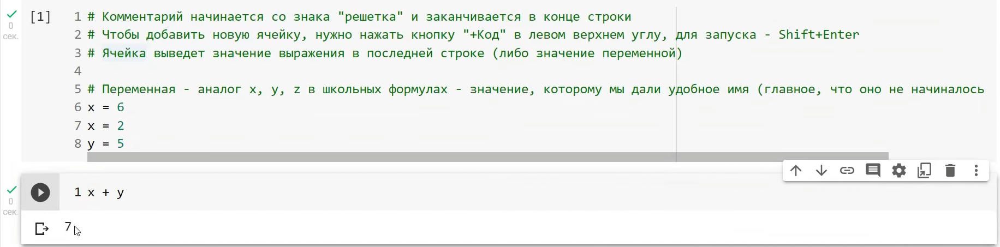 [1] 1 # Комментарий начинается со знака "решетка" и заканчивается в конце строки
2 # Чтобы добавить новую ячейку, нужно нажать кнопку "+Код" в левом верхнем углу, для запуска - Shift+Enter
3 # Ячейка выведет значение выражения в последней строке (либо значение переменной)
4
5 # Переменная - аналог x, y, z в школьных формулах - значение, которому мы дали удобное имя (главное, что оно не начиналось
6 x = 6
7 x = 2
8 y = 5
0
сек.
1 x + y
0
сек.
7